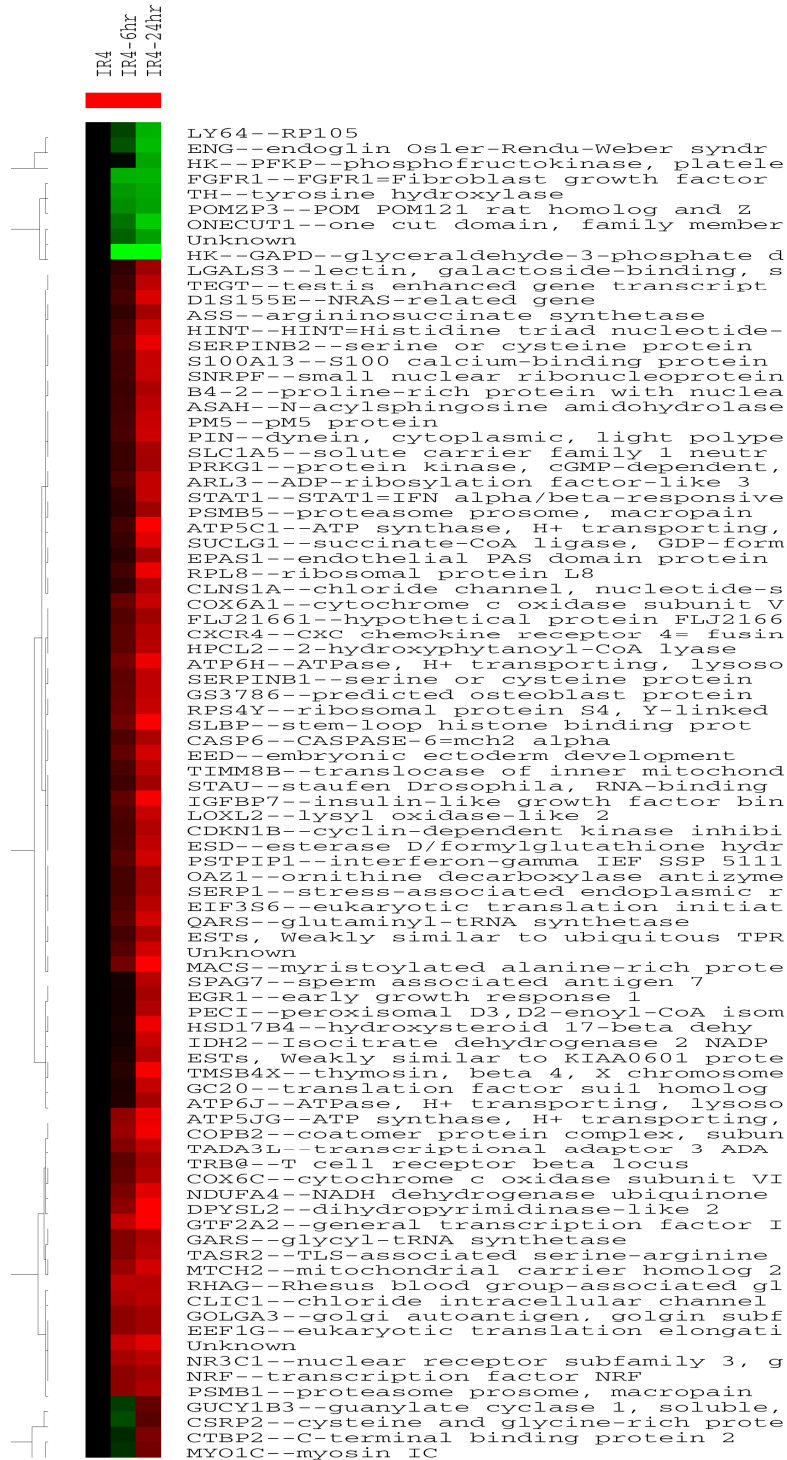 IR4
IR4-6hr
IR4-24hr
LY64--RP105
ENG--endoglin Osler-Rendu-Weber syndr
HK--PFKP--phosphofructokinase, platele
FGFR1--FGFR1=Fibroblast growth factor
TH--tyrosine hydroxylase
POMZP3--POM POM121 rat homolog and Z
ONECUT1--one cut domain, family member
Unknown
HK--GAPD--glyceraldehyde-3-phosphate d
LGALS3--lectin, galactoside-binding, s
TEGT--testis enhanced gene transcript
D1S155E--NRAS-related gene
ASS--argininosuccinate synthetase
HINT--HINT=Histidine triad nucleotide-
SERPINB2--serine or cysteine protein
S100A13--S100 calcium-binding protein
SNRPF--small nuclear ribonucleoprotein
B4-2--proline-rich protein with nuclea
ASAH--N-acylsphingosine amidohydrolase
PM5--pM5 protein
PIN--dynein, cytoplasmic, light polype
SLC1A5--solute carrier family 1 neutr
PRKG1--protein kinase, cGMP-dependent,
ARL3--ADP-ribosylation factor-like 3
STAT1--STAT1=IFN alpha/beta-responsive
PSMB5--proteasome prosome, macropain
ATP5C1--ATP synthase, H+ transporting,
SUCLG1--succinate-CoA ligase, GDP-form
EPAS1--endothelial PAS domain protein
RPL8--ribosomal protein L8
CLNS1A--chloride channel, nucleotide-s
COX6A1--cytochrome c oxidase subunit V
FLJ21661--hypothetical protein FLJ2166
CXCR4--CXC chemokine receptor 4= fusin
HPCL2--2-hydroxyphytanoyl-CoA lyase
ATP6H--ATPase, H+ transporting, lysoso
SERPINB1--serine or cysteine protein
GS3786--predicted osteoblast protein
RPS4Y--ribosomal protein S4, Y-linked
SLBP--stem-loop histone binding prot
CASP6--CASPASE-6=mch2 alpha
EED--embryonic ectoderm development
TIMM8B--translocase of inner mitochond
STAU--staufen Drosophila, RNA-binding
IGFBP7--insulin-like growth factor bin
LOXL2--lysyl oxidase-like 2
CDKN1B--cyclin-dependent kinase inhibi
ESD--esterase D/formylglutathione hydr
PSTPIP1--interferon-gamma IEF SSP 5111
OAZ1--ornithine decarboxylase antizyme
SERP1--stress-associated endoplasmic r
EIF3S6--eukaryotic translation initiat
QARS--glutaminyl-tRNA synthetase
ESTs, Weakly similar to ubiquitous TPR
Unknown
MACS--myristoylated alanine-rich prote
SPAG7--sperm associated antigen 7
EGR1--early growth response 1
PECI--peroxisomal D3,D2-enoyl-CoA isom
HSD17B4--hydroxysteroid 17-beta dehy
IDH2--Isocitrate dehydrogenase 2 NADP
ESTs, Weakly similar to KIAA0601 prote
TMSB4X--thymosin, beta 4, X chromosome
GC20--translation factor sui1 homolog
ATP6J--ATPase, H+ transporting, lysoso
ATP5JG--ATP synthase, H+ transporting,
COPB2--coatomer protein complex, subun
TADA3L--transcriptional adaptor 3 ADA
TRB@--T cell receptor beta locus
COX6C--cytochrome c oxidase subunit VI
NDUFA4--NADH dehydrogenase ubiquinone
DPYSL2--dihydropyrimidinase-like 2
GTF2A2--general transcription factor I
GARS--glycyl-tRNA synthetase
TASR2--TLS-associated serine-arginine
MTCH2--mitochondrial carrier homolog 2
RHAG--Rhesus blood group-associated gl
CLIC1--chloride intracellular channel
GOLGA3--golgi autoantigen, golgin subf
EEF1G--eukaryotic translation elongati
Unknown
NR3C1--nuclear receptor subfamily 3, g
NRF--transcription factor NRF
PSMB1--proteasome prosome, macropain
GUCY1B3--guanylate cyclase 1, soluble,
CSRP2--cysteine and glycine-rich prote
CTBP2--C-terminal binding protein 2
MYO1C--myosin IC